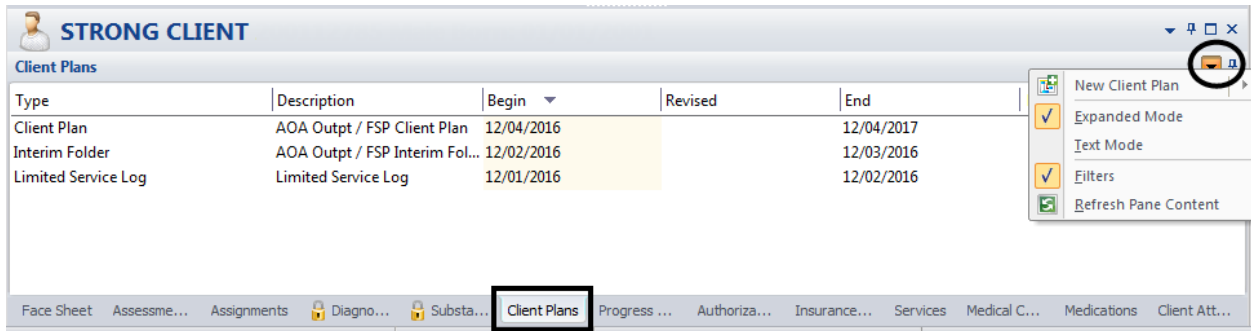 STRONG CLIENT
Client Plans
Type Description Begin Revised End
Client Plan AOA Outpt / FSP Client Plan 12/04/2016 12/04/2017
Interim Folder AOA Outpt / FSP Interim Fol... 12/02/2016 12/03/2016
Limited Service Log Limited Service Log 12/01/2016 12/02/2016
New Client Plan
Expanded Mode
Text Mode
Filters
Refresh Pane Content
Face Sheet Assessme... Assignments Diagno... Substa... Client Plans Progress ... Authoriza... Insurance... Services Medical C... Medications Client Att...